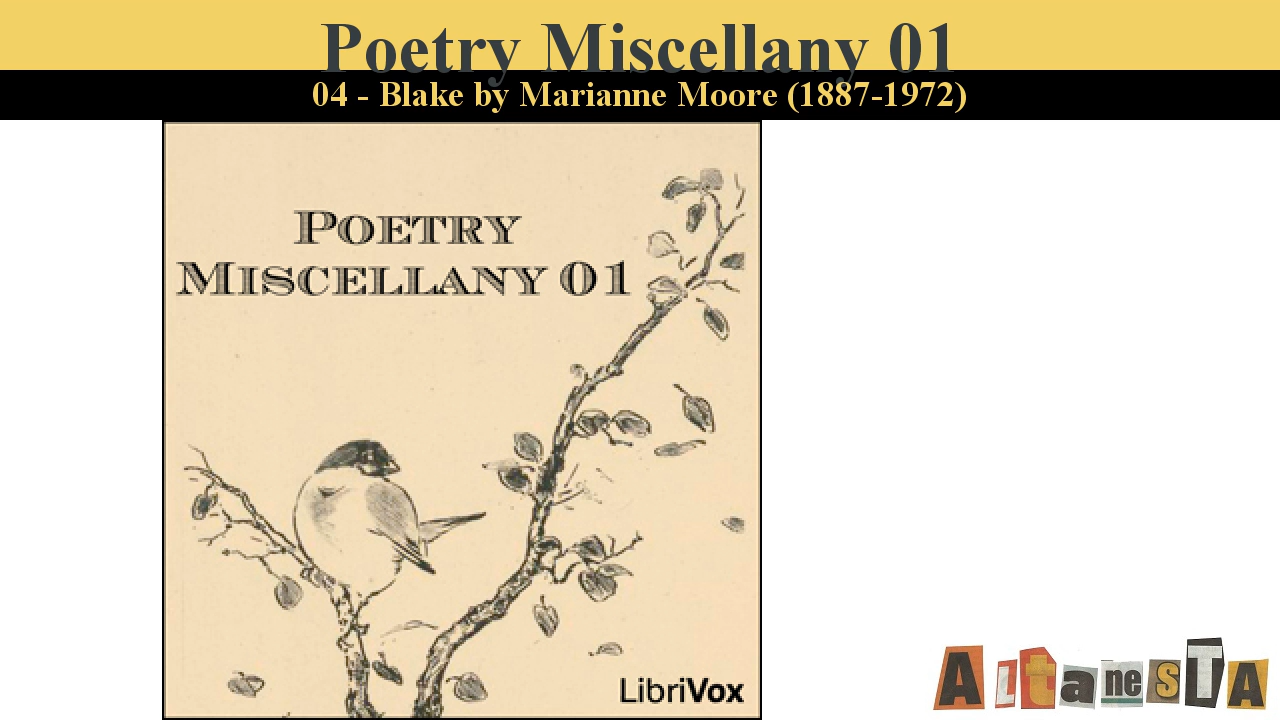 Poetry Miscellany 01
04 - Blake by Marianne Moore (1887-1972)
POETRY
MISCELLANY 01
LibriVox
AltanesTA